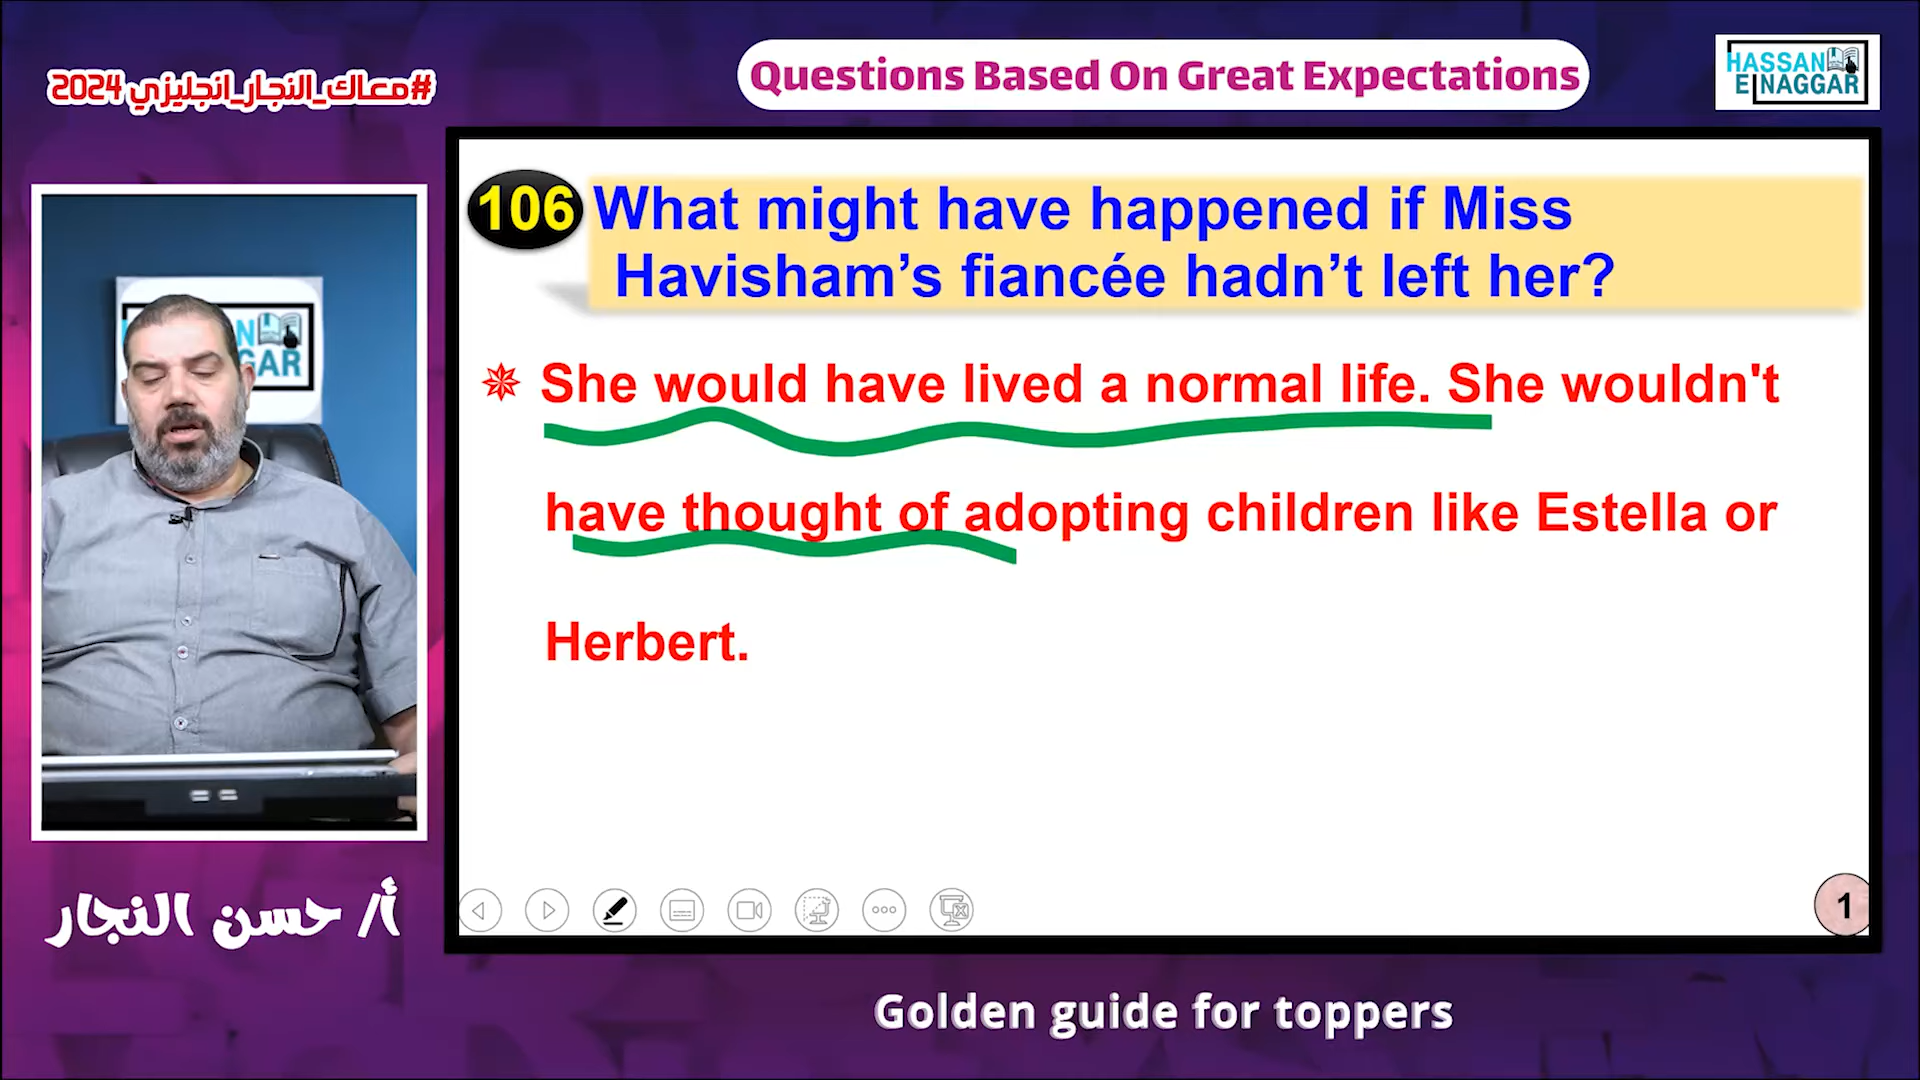 #معاك_النجار_انجليزي 2024
Questions Based On Great Expectations
HASSAN
ELNAGGAR
106 What might have happened if Miss
Havisham’s fiancée hadn’t left her?
She would have lived a normal life. She wouldn't
have thought of adopting children like Estella or
Herbert.
1
أ/ حسن النجار
Golden guide for toppers